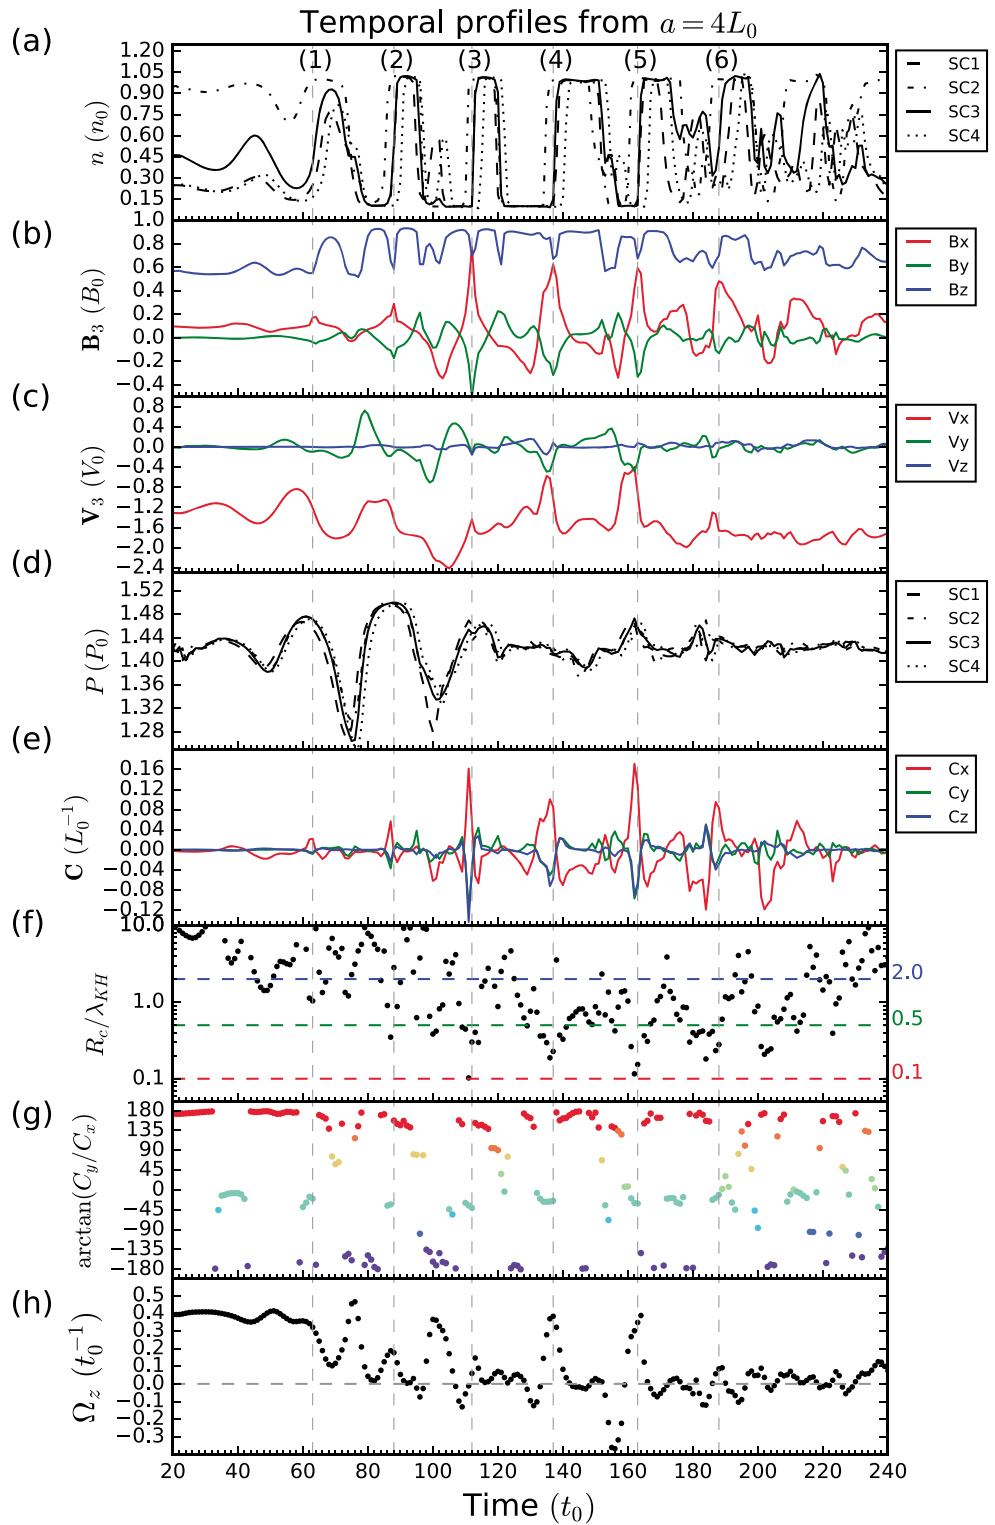 Temporal profiles from a = 4L₀
(a)
n (n₀)
1.20
1.05
0.90
0.75
0.60
0.45
0.30
0.15
(1)
(2)
(3)
(4)
(5)
(6)
SC1
SC2
SC3
SC4
(b)
B₃ (B₀)
1.0
0.8
0.6
0.4
0.2
0.0
−0.2
−0.4
Bx
By
Bz
(c)
V₃ (V₀)
0.8
0.4
0.0
−0.4
−0.8
−1.2
−1.6
−2.0
−2.4
Vx
Vy
Vz
(d)
P (P₀)
1.52
1.48
1.44
1.40
1.36
1.32
1.28
SC1
SC2
SC3
SC4
(e)
C (L₀⁻¹)
0.16
0.12
0.08
0.04
0.00
−0.04
−0.08
−0.12
Cx
Cy
Cz
(f)
R_c/λ_KH
10.0
1.0
0.1
2.0
0.5
0.1
(g)
arctan(C_y/C_x)
180
135
90
45
0
−45
−90
−135
−180
(h)
Ω_z (t₀⁻¹)
0.5
0.4
0.3
0.2
0.1
0.0
−0.1
−0.2
−0.3
20 40 60 80 100 120 140 160 180 200 220 240
Time (t₀)